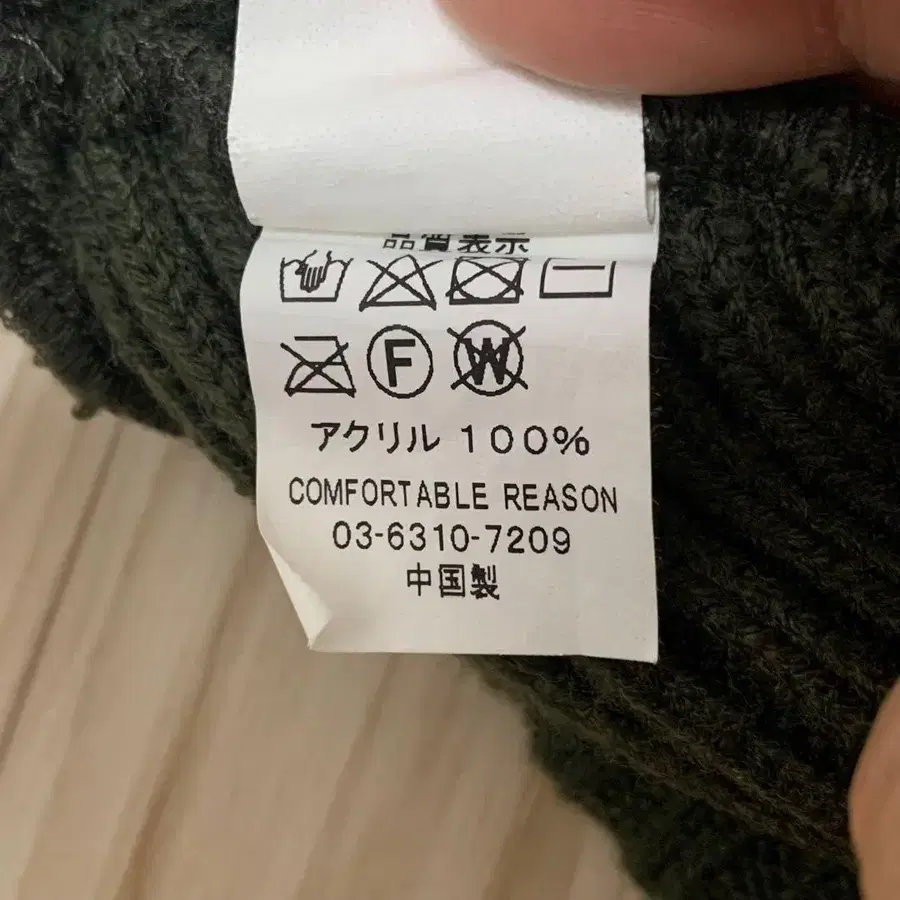 品質表示
F W
アクリル 100%
COMFORTABLE REASON
03-6310-7209
中国製